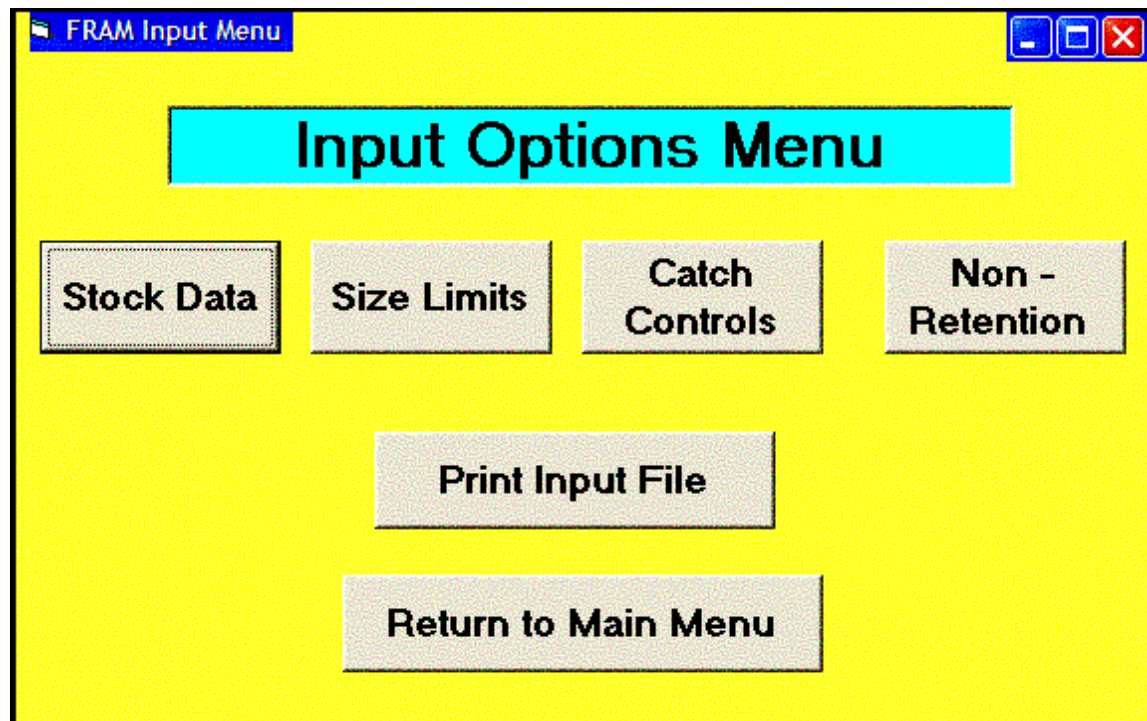 FRAM Input Menu
Input Options Menu
Stock Data
Size Limits
Catch
Controls
Non -
Retention
Print Input File
Return to Main Menu